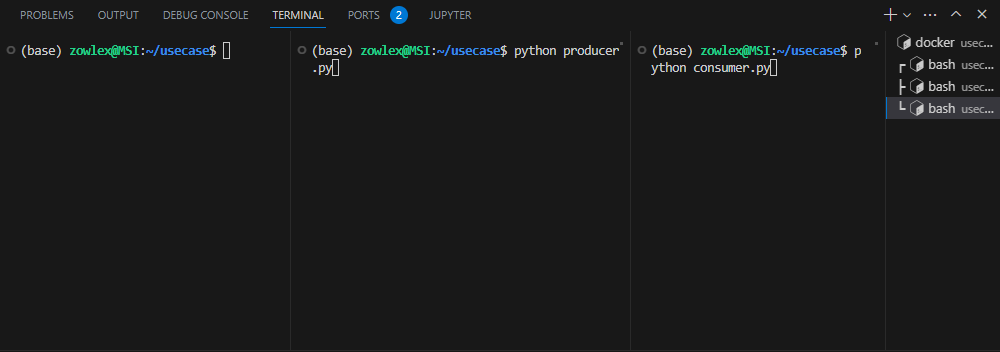 PROBLEMS OUTPUT DEBUG CONSOLE TERMINAL PORTS 2 JUPYTER
(base) zowlex@MSI:~/usecase$
(base) zowlex@MSI:~/usecase$ python producer
.py
(base) zowlex@MSI:~/usecase$ p
ython consumer.py
docker usec...
bash usec...
bash usec...
bash usec...